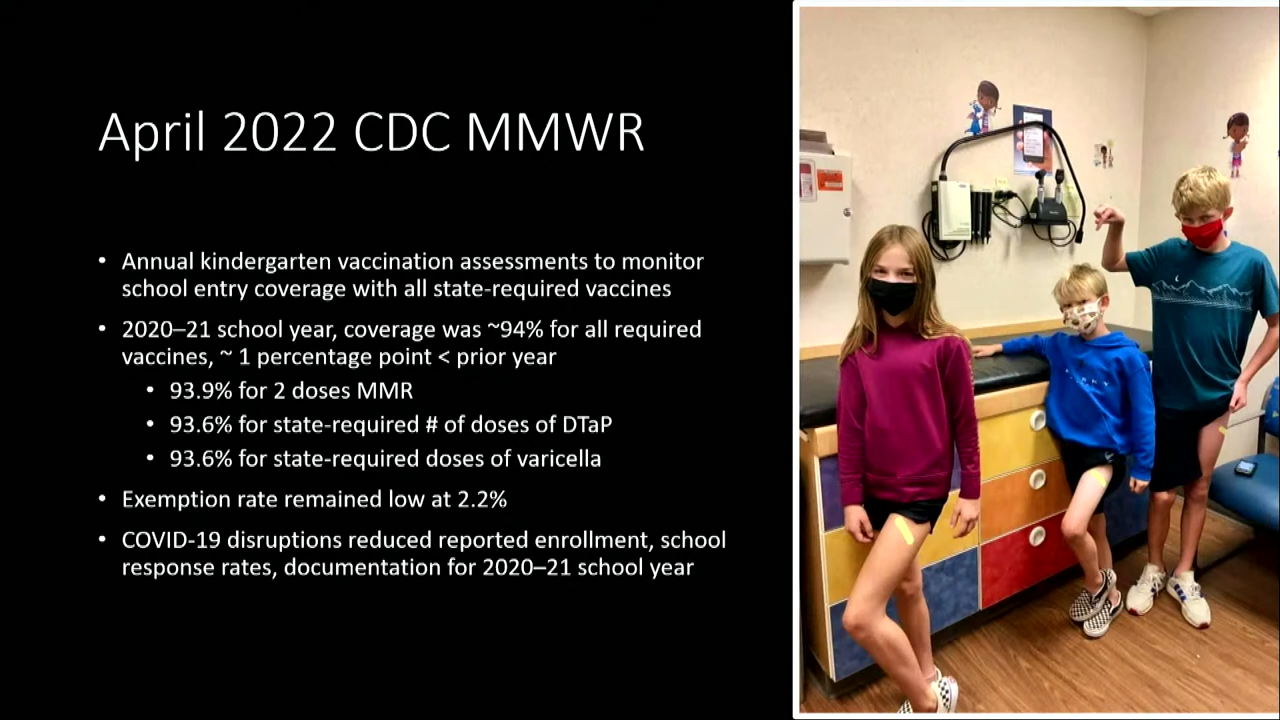 April 2022 CDC MMWR
• Annual kindergarten vaccination assessments to monitor
school entry coverage with all state-required vaccines
• 2020–21 school year, coverage was ~94% for all required
vaccines, ~ 1 percentage point < prior year
• 93.9% for 2 doses MMR
• 93.6% for state-required # of doses of DTaP
• 93.6% for state-required doses of varicella
• Exemption rate remained low at 2.2%
• COVID-19 disruptions reduced reported enrollment, school
response rates, documentation for 2020–21 school year